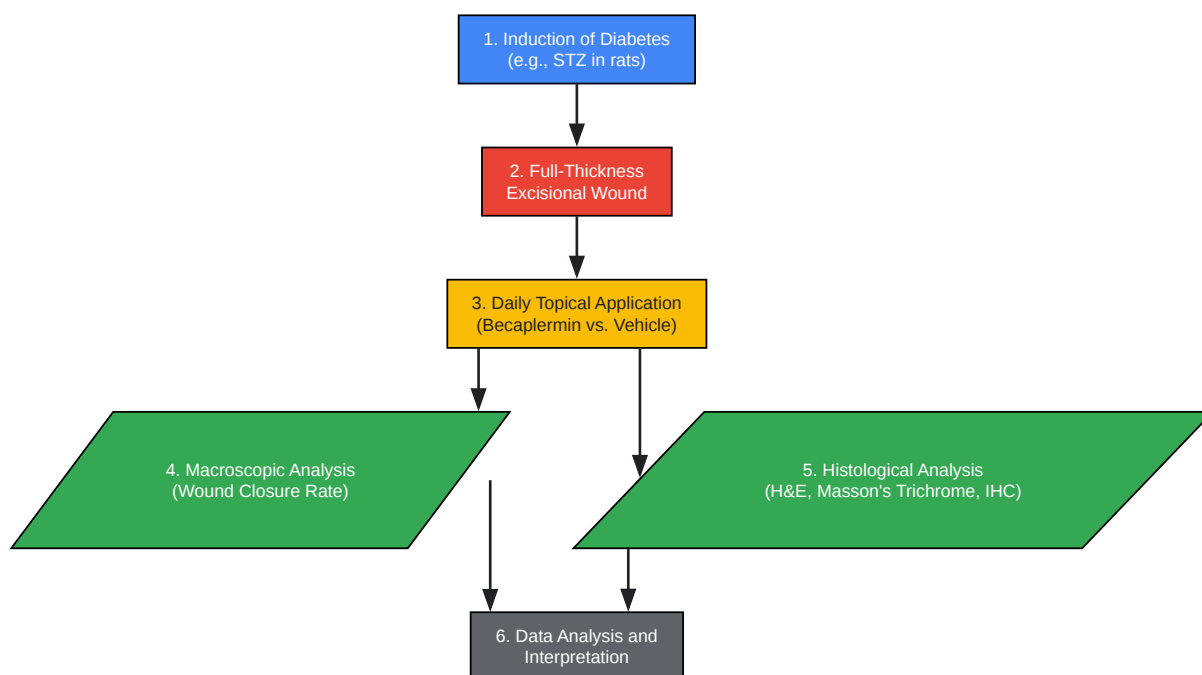 1. Induction of Diabetes
(e.g., STZ in rats)
2. Full-Thickness
Excisional Wound
3. Daily Topical Application
(Becaplermin vs. Vehicle)
4. Macroscopic Analysis
(Wound Closure Rate)
5. Histological Analysis
(H&E, Masson's Trichrome, IHC)
6. Data Analysis and
Interpretation